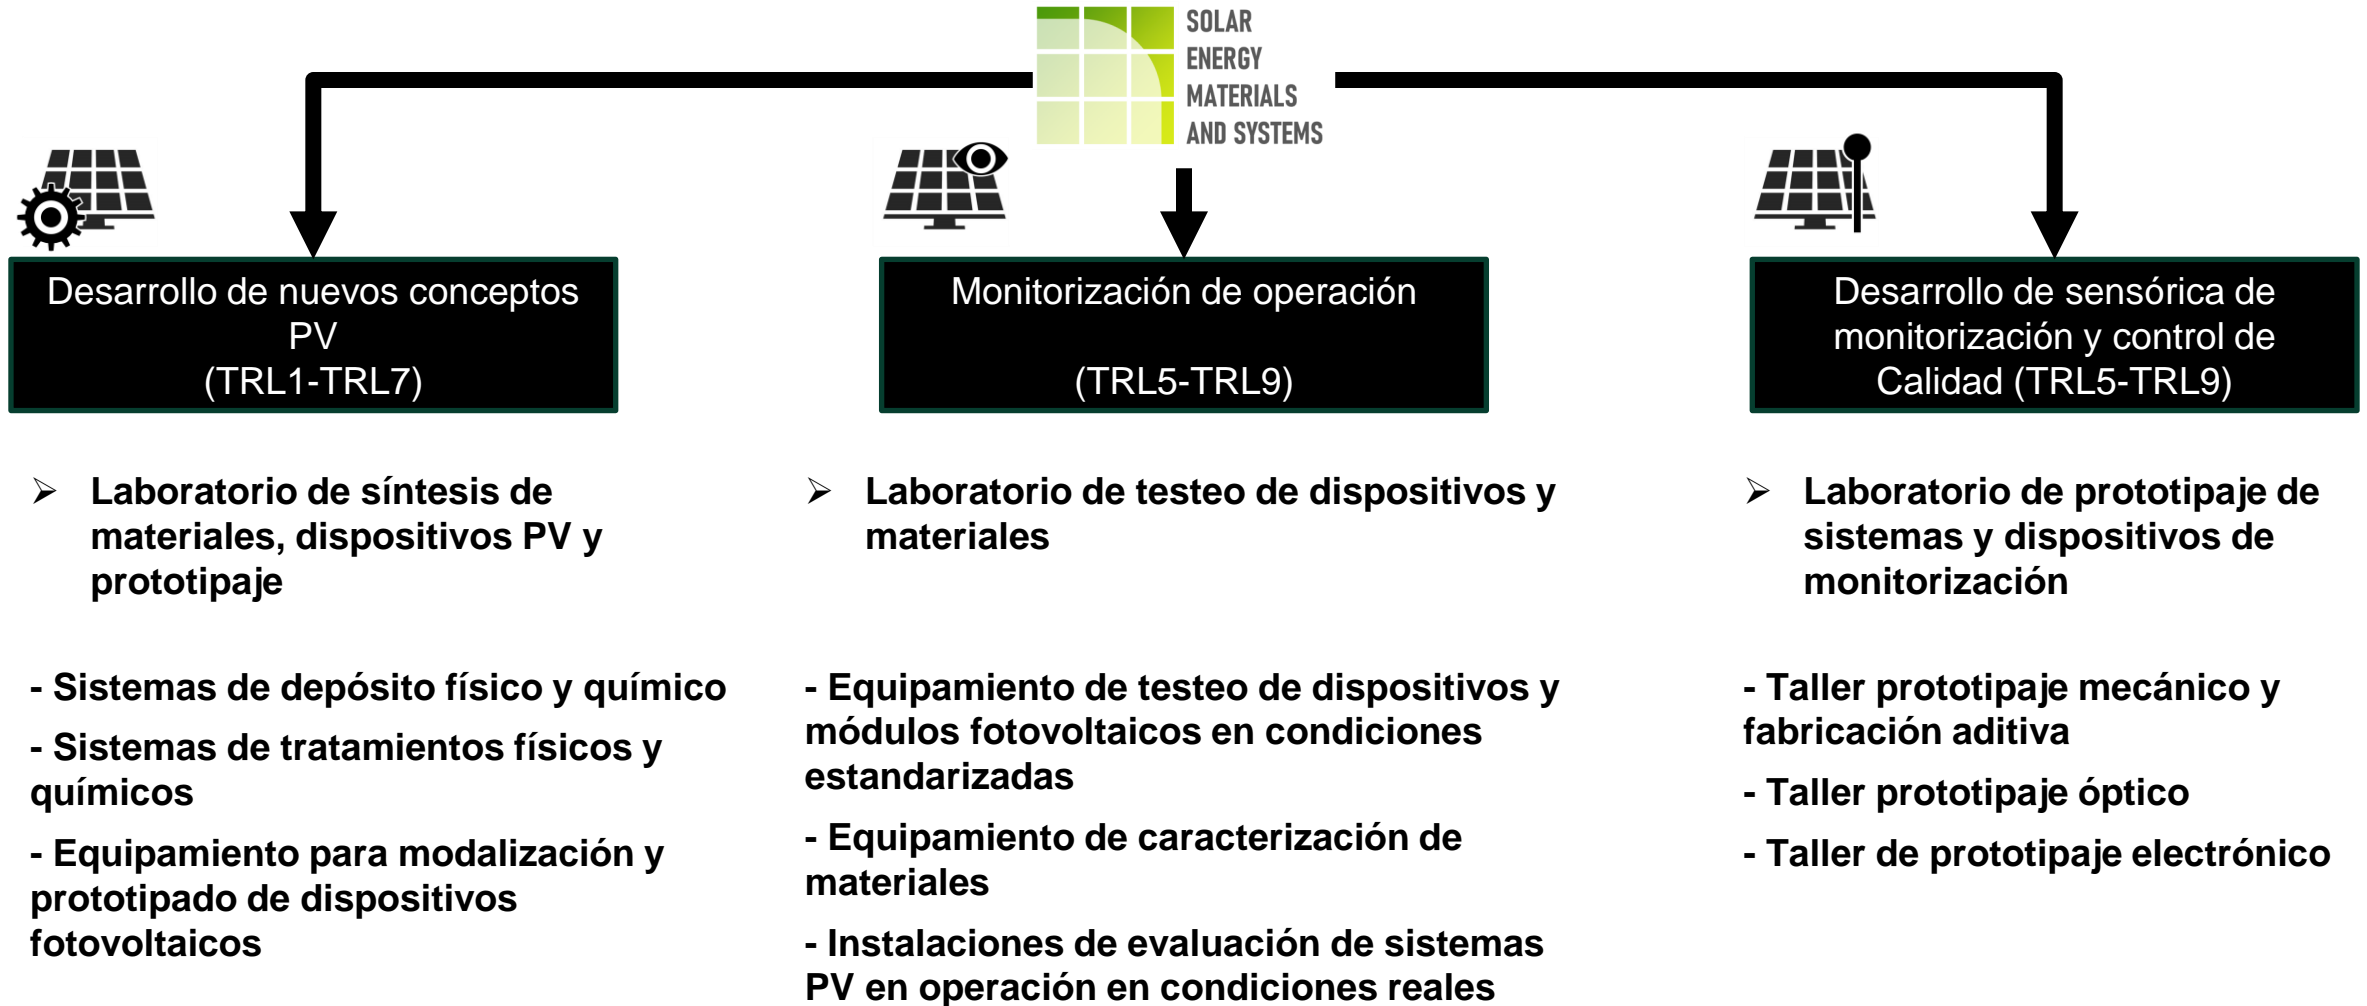 SOLAR
ENERGY
MATERIALS
AND SYSTEMS
Desarrollo de nuevos conceptos
PV
(TRL1-TRL7)
Monitorización de operación
(TRL5-TRL9)
Desarrollo de sensórica de
monitorización y control de
Calidad (TRL5-TRL9)
➢ Laboratorio de síntesis de
materiales, dispositivos PV y
prototipaje
- Sistemas de depósito físico y químico
- Sistemas de tratamientos físicos y
químicos
- Equipamiento para modalización y
prototipado de dispositivos
fotovoltaicos
➢ Laboratorio de testeo de dispositivos y
materiales
- Equipamiento de testeo de dispositivos y
módulos fotovoltaicos en condiciones
estandarizadas
- Equipamiento de caracterización de
materiales
- Instalaciones de evaluación de sistemas
PV en operación en condiciones reales
➢ Laboratorio de prototipaje de
sistemas y dispositivos de
monitorización
- Taller prototipaje mecánico y
fabricación aditiva
- Taller prototipaje óptico
- Taller de prototipaje electrónico